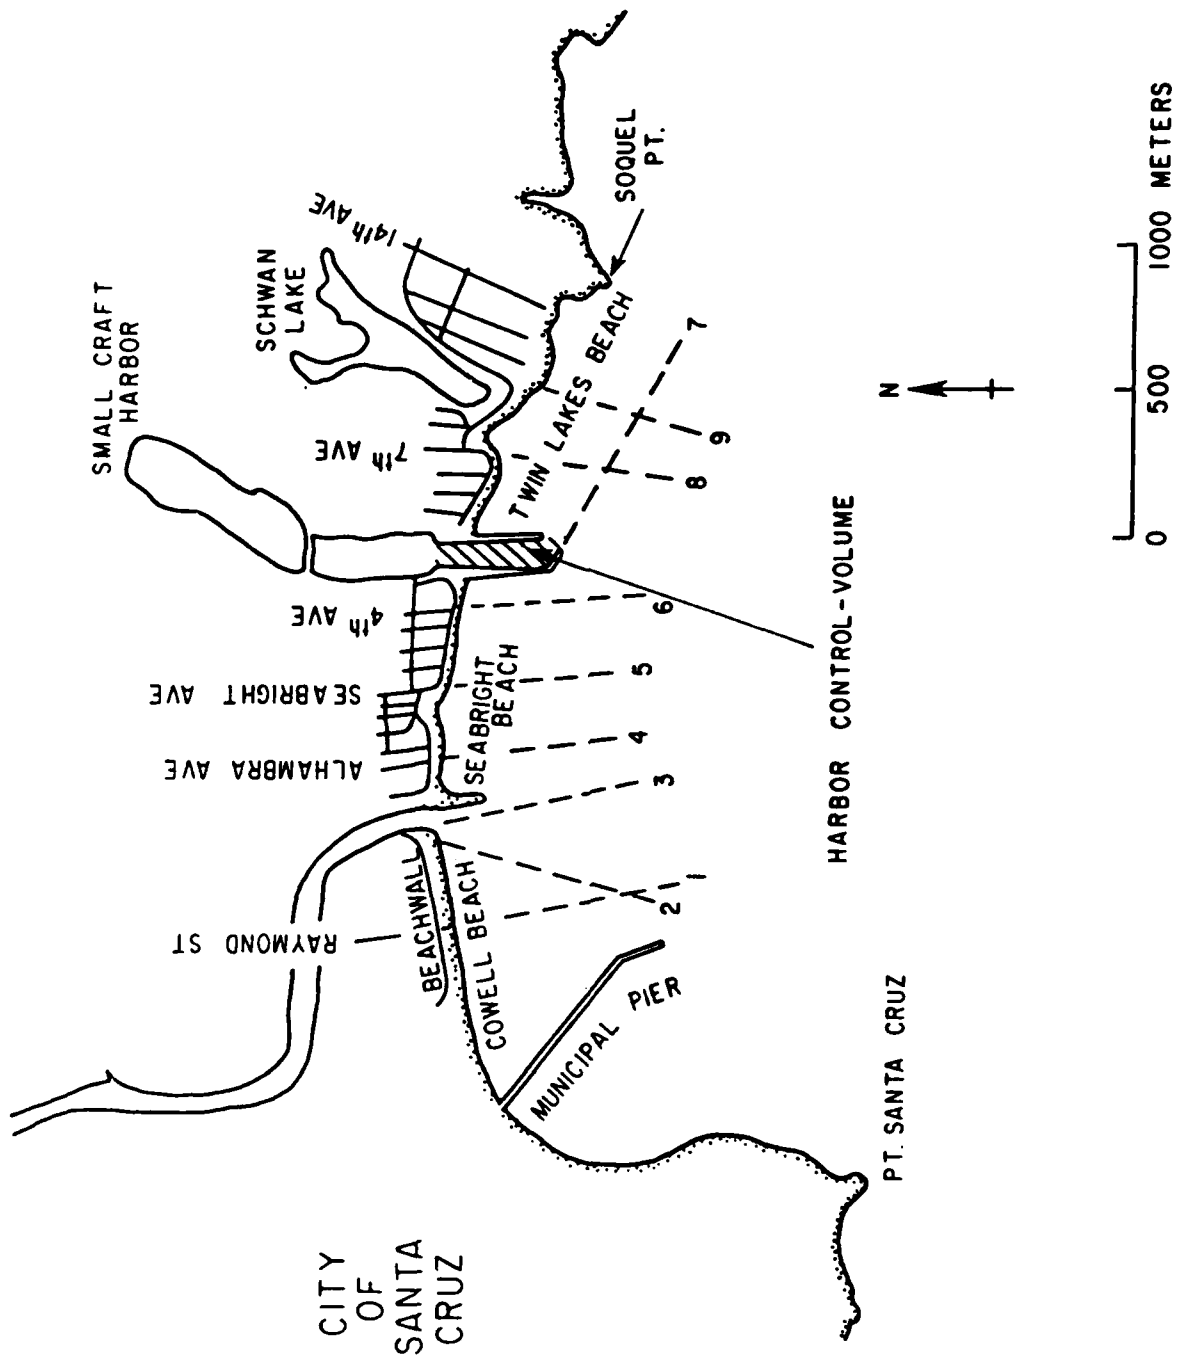 CITY
OF
SANTA
CRUZ
RAYMOND ST
ALHAMBRA AVE
SEABRIGHT AVE
4th AVE
SMALL CRAFT
HARBOR
7th AVE
SCHWAN
LAKE
14th AVE
BEACHWALL
COWELL BEACH
MUNICIPAL PIER
SEABRIGHT
BEACH
TWIN LAKES BEACH
SOQUEL
PT.
1
2
3
4
5
6
7
8
9
PT. SANTA CRUZ
HARBOR CONTROL-VOLUME
N
0 500 1000 METERS